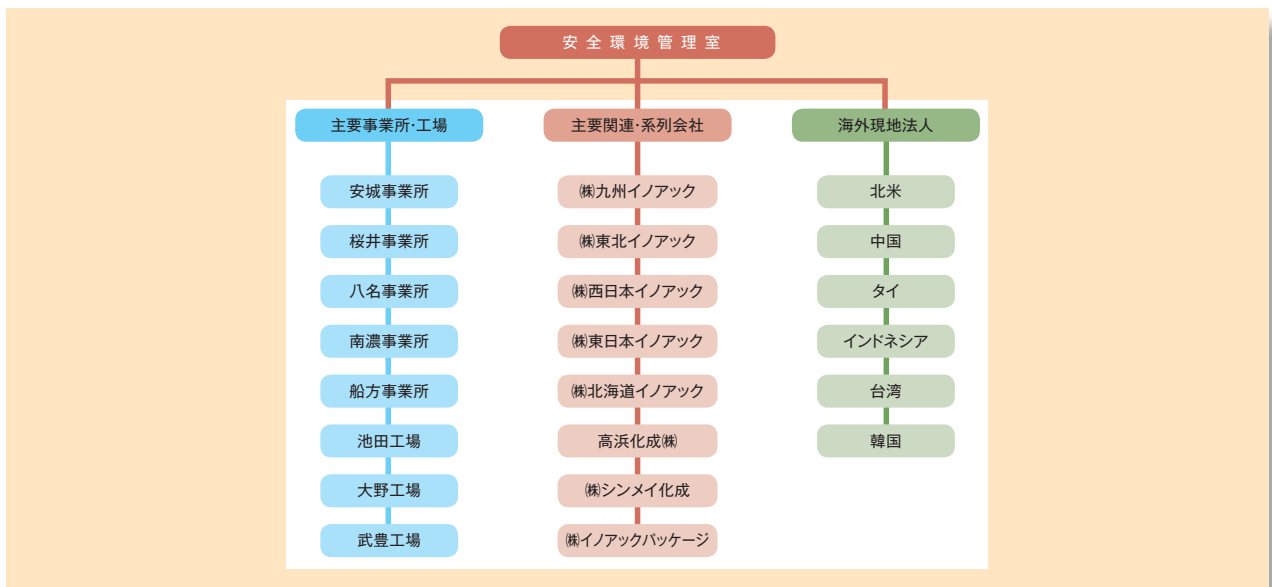 安全環境管理室
主要事業所・工場
安城事業所
桜井事業所
八名事業所
南濃事業所
船方事業所
池田工場
大野工場
武豊工場
主要関連・系列会社
㈱九州イノアック
㈱東北イノアック
㈱西日本イノアック
㈱東日本イノアック
㈱北海道イノアック
高浜化成㈱
㈱シンメイ化成
㈱イノアックパッケージ
海外現地法人
北米
中国
タイ
インドネシア
台湾
韓国